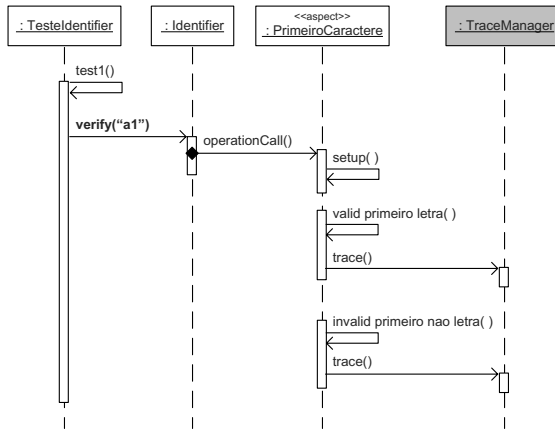 : TesteIdentifier
: Identifier
<<aspect>>
: PrimeiroCaractere
: TraceManager
test1()
verify(“a1”)
operationCall()
setup( )
valid primeiro letra( )
trace()
invalid primeiro nao letra( )
trace()